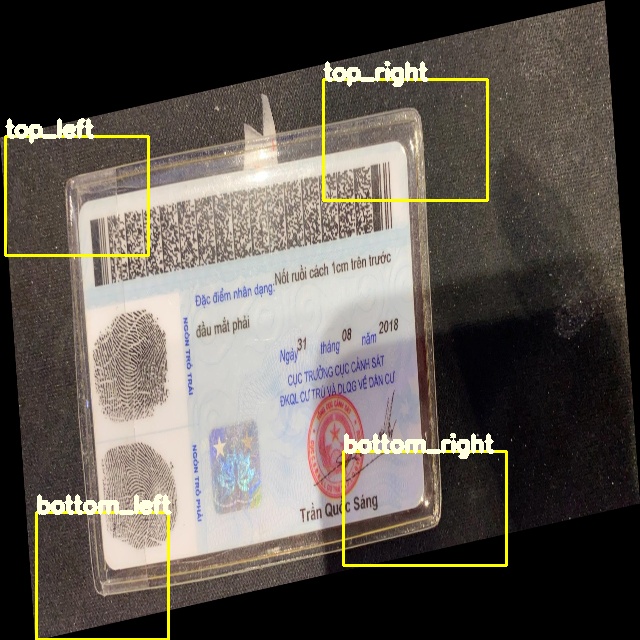 top_right
top_left
Đặc điểm nhân dạng: Nốt ruồi cách 1cm trên trước
đầu mắt phải
NGÓN TRỎ TRÁI
Ngày 31 tháng 08 năm 2018
CỤC TRƯỞNG CỤC CẢNH SÁT
ĐKQL CƯ TRÚ VÀ DLQG VỀ DÂN CƯ
NGÓN TRỎ PHẢI
bottom_right
bottom_left
Trần Quốc Sáng